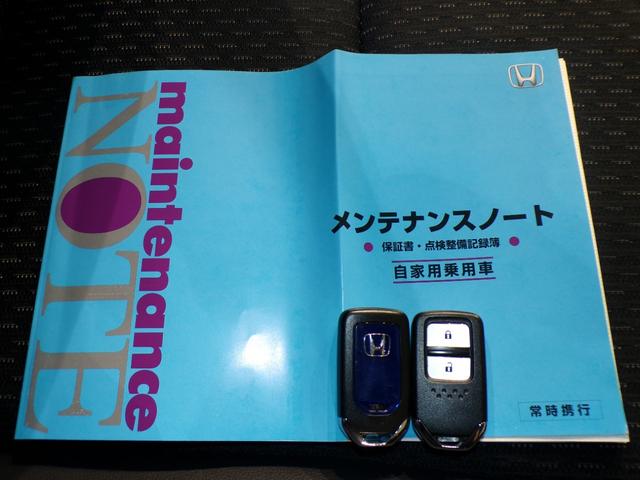 maintenance
NOTE
メンテナンスノート
保証書・点検整備記録簿
自家用乗用車
常時携行